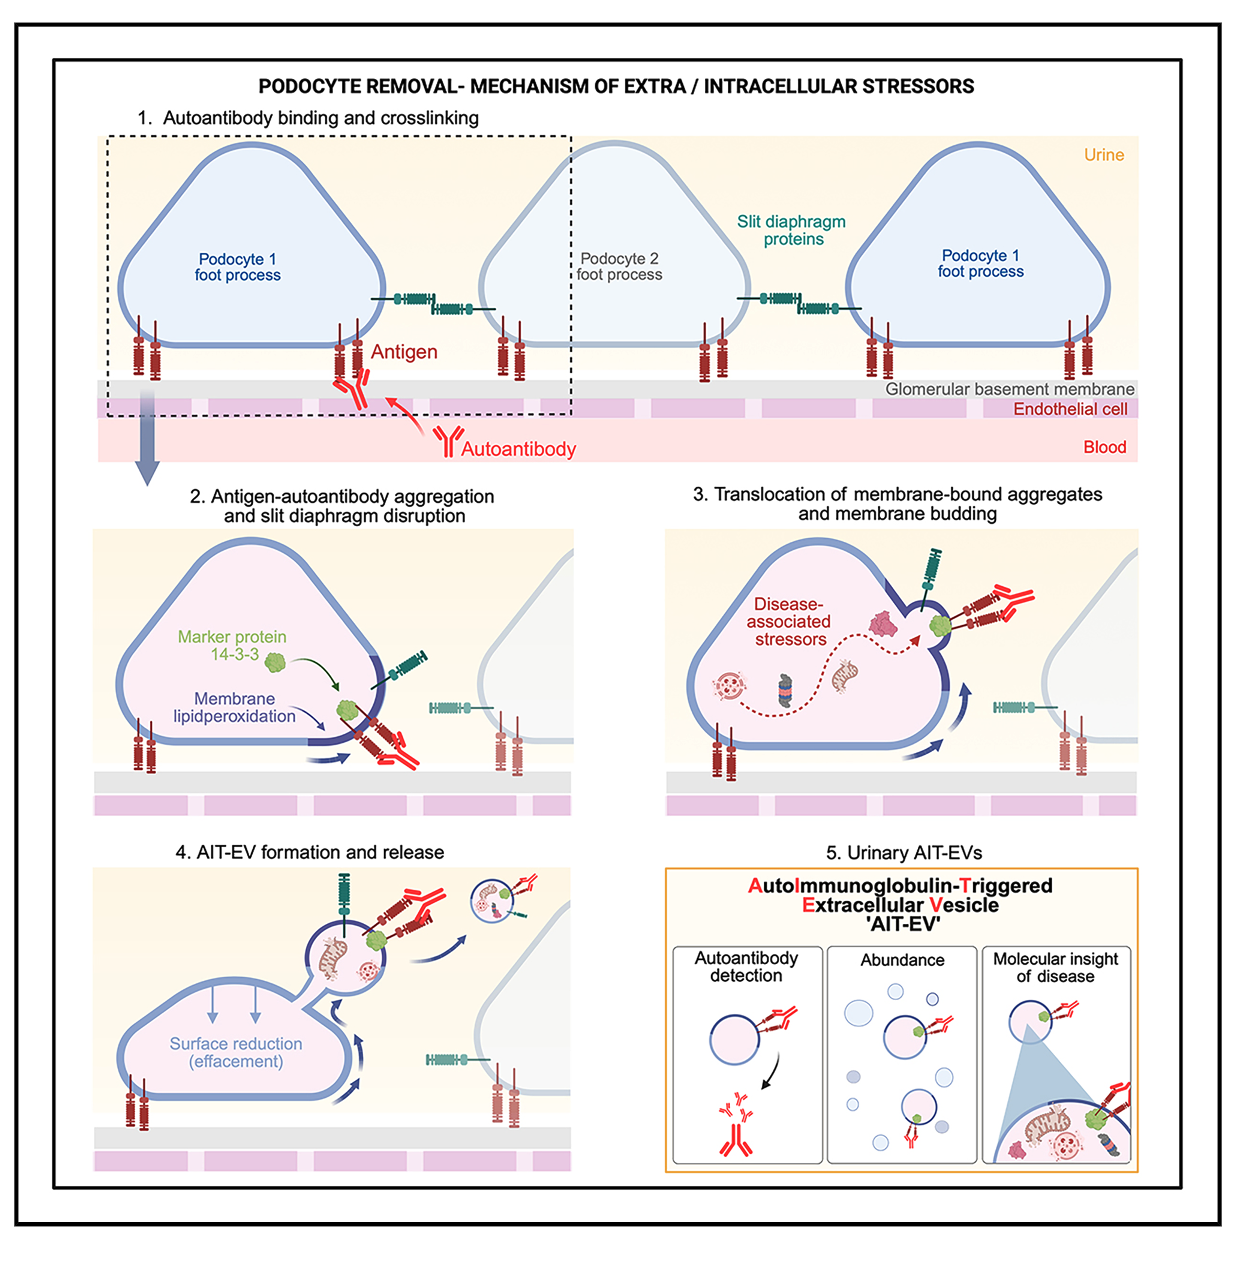 PODOCYTE REMOVAL- MECHANISM OF EXTRA / INTRACELLULAR STRESSORS
1. Autoantibody binding and crosslinking
Urine
Slit diaphragm
proteins
Podocyte 1
foot process
Podocyte 2
foot process
Podocyte 1
foot process
Antigen
Glomerular basement membrane
Endothelial cell
Autoantibody
Blood
2. Antigen-autoantibody aggregation
and slit diaphragm disruption
Marker protein
14-3-3
Membrane
lipidperoxidation
3. Translocation of membrane-bound aggregates
and membrane budding
Disease-
associated
stressors
4. AIT-EV formation and release
Surface reduction
(effacement)
5. Urinary AIT-EVs
AutoImmunoglobulin-Triggered
Extracellular Vesicle
'AIT-EV'
Autoantibody
detection
Abundance
Molecular insight
of disease